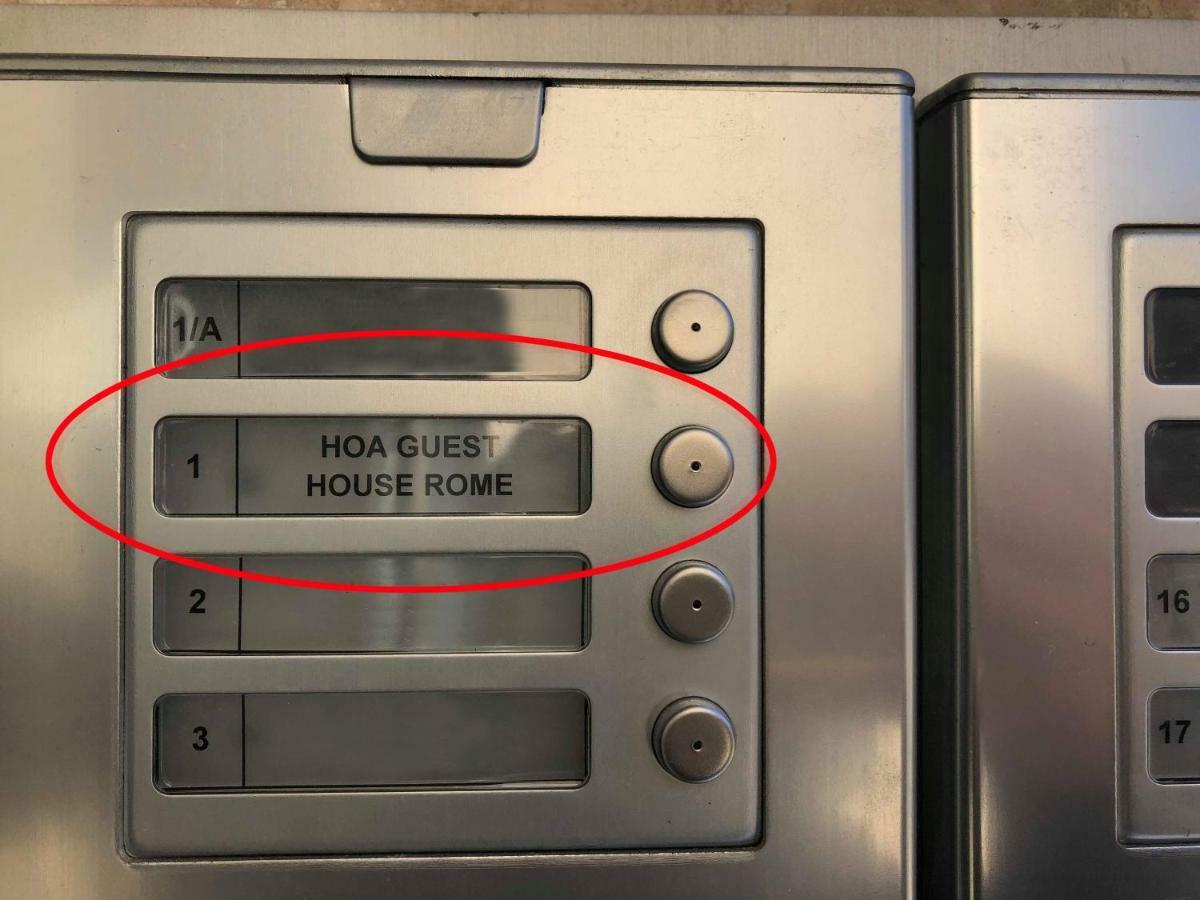 1/A
1 HOA GUEST
HOUSE ROME
2
3
16
17